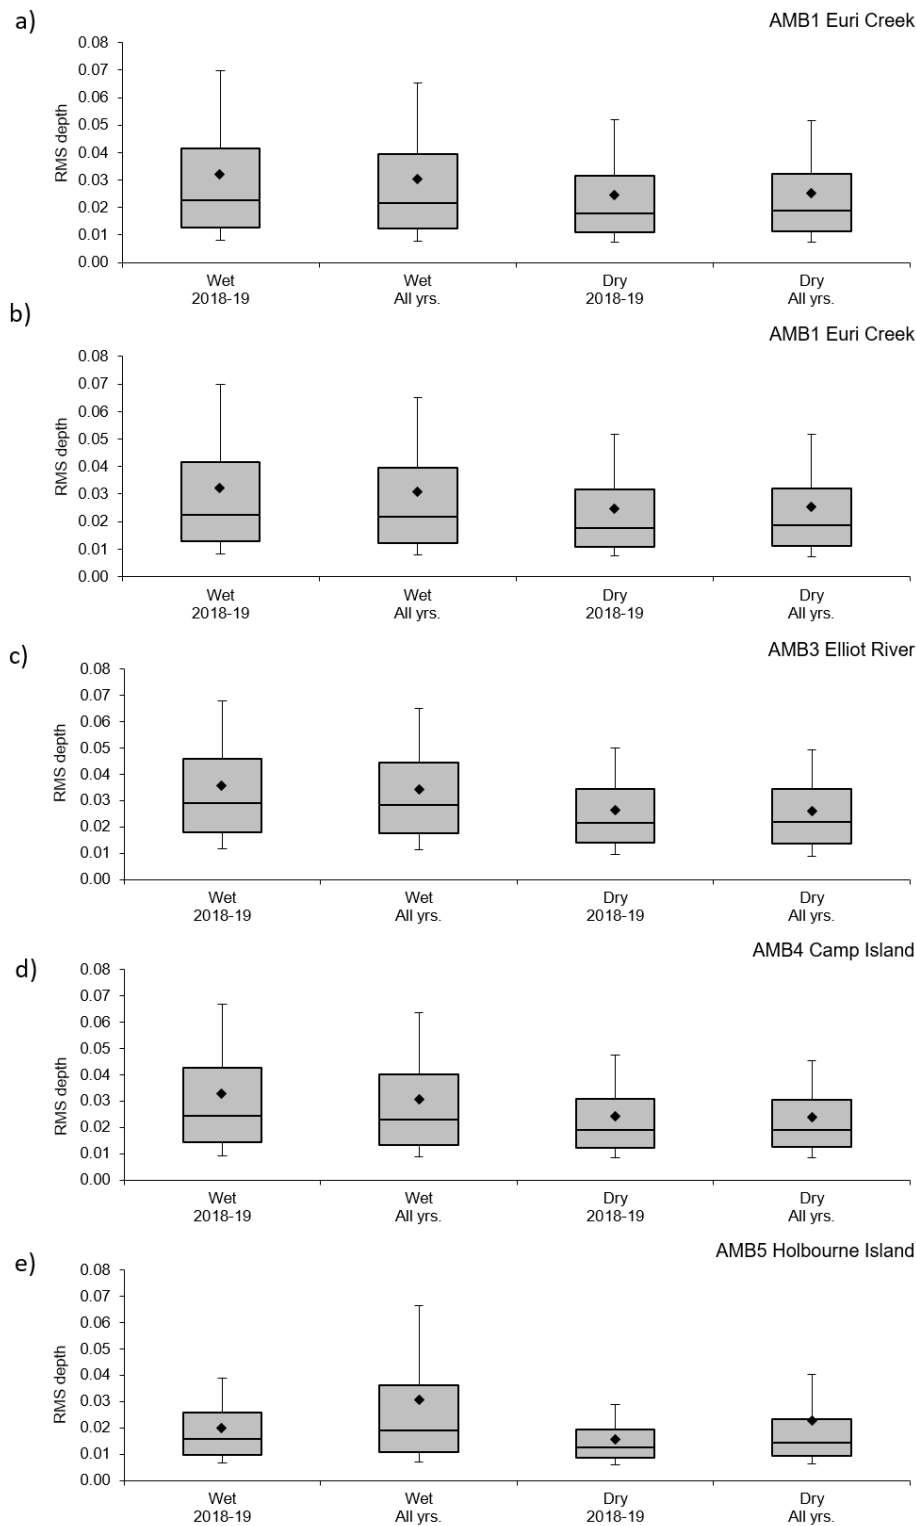 a)
AMB1 Euri Creek
RMS depth
0.08
0.07
0.06
0.05
0.04
0.03
0.02
0.01
0.00
Wet Wet Dry Dry
2018-19 All yrs. 2018-19 All yrs.
b)
AMB1 Euri Creek
RMS depth
0.08
0.07
0.06
0.05
0.04
0.03
0.02
0.01
0.00
Wet Wet Dry Dry
2018-19 All yrs. 2018-19 All yrs.
c)
AMB3 Elliot River
RMS depth
0.08
0.07
0.06
0.05
0.04
0.03
0.02
0.01
0.00
Wet Wet Dry Dry
2018-19 All yrs. 2018-19 All yrs.
d)
AMB4 Camp Island
RMS depth
0.08
0.07
0.06
0.05
0.04
0.03
0.02
0.01
0.00
Wet Wet Dry Dry
2018-19 All yrs. 2018-19 All yrs.
e)
AMB5 Holbourne Island
RMS depth
0.08
0.07
0.06
0.05
0.04
0.03
0.02
0.01
0.00
Wet Wet Dry Dry
2018-19 All yrs. 2018-19 All yrs.